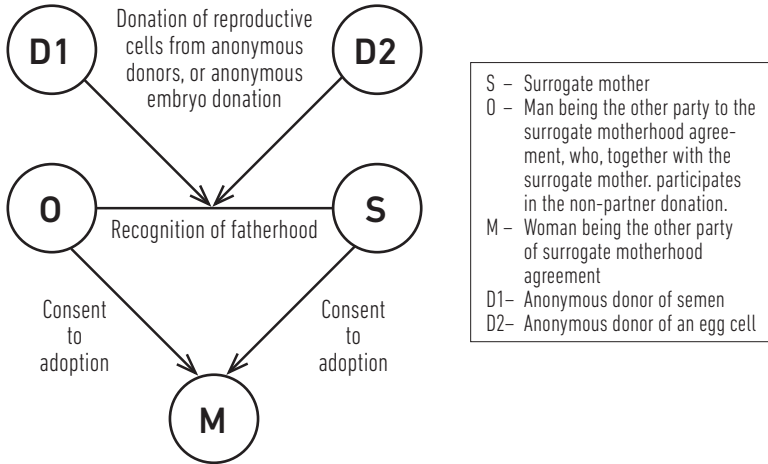 Donation of reproductive
cells from anonymous
donors, or anonymous
embryo donation
D1
D2
O
S
Recognition of fatherhood
Consent
to
adoption
Consent
to
adoption
M
S – Surrogate mother
O – Man being the other party to the
surrogate motherhood agree-
ment, who, together with the
surrogate mother. participates
in the non-partner donation.
M – Woman being the other party
of surrogate motherhood
agreement
D1– Anonymous donor of semen
D2– Anonymous donor of an egg cell